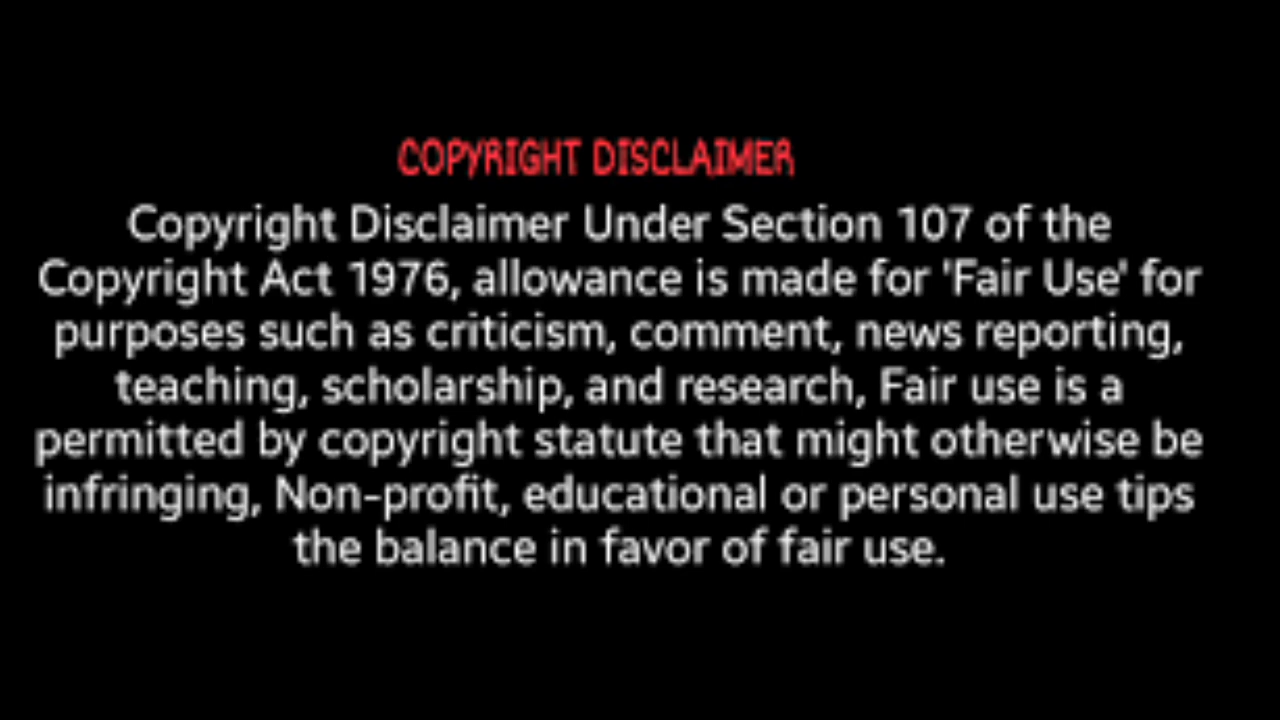 COPYRIGHT DISCLAIMER
Copyright Disclaimer Under Section 107 of the
Copyright Act 1976, allowance is made for 'Fair Use' for
purposes such as criticism, comment, news reporting,
teaching, scholarship, and research, Fair use is a
permitted by copyright statute that might otherwise be
infringing, Non-profit, educational or personal use tips
the balance in favor of fair use.